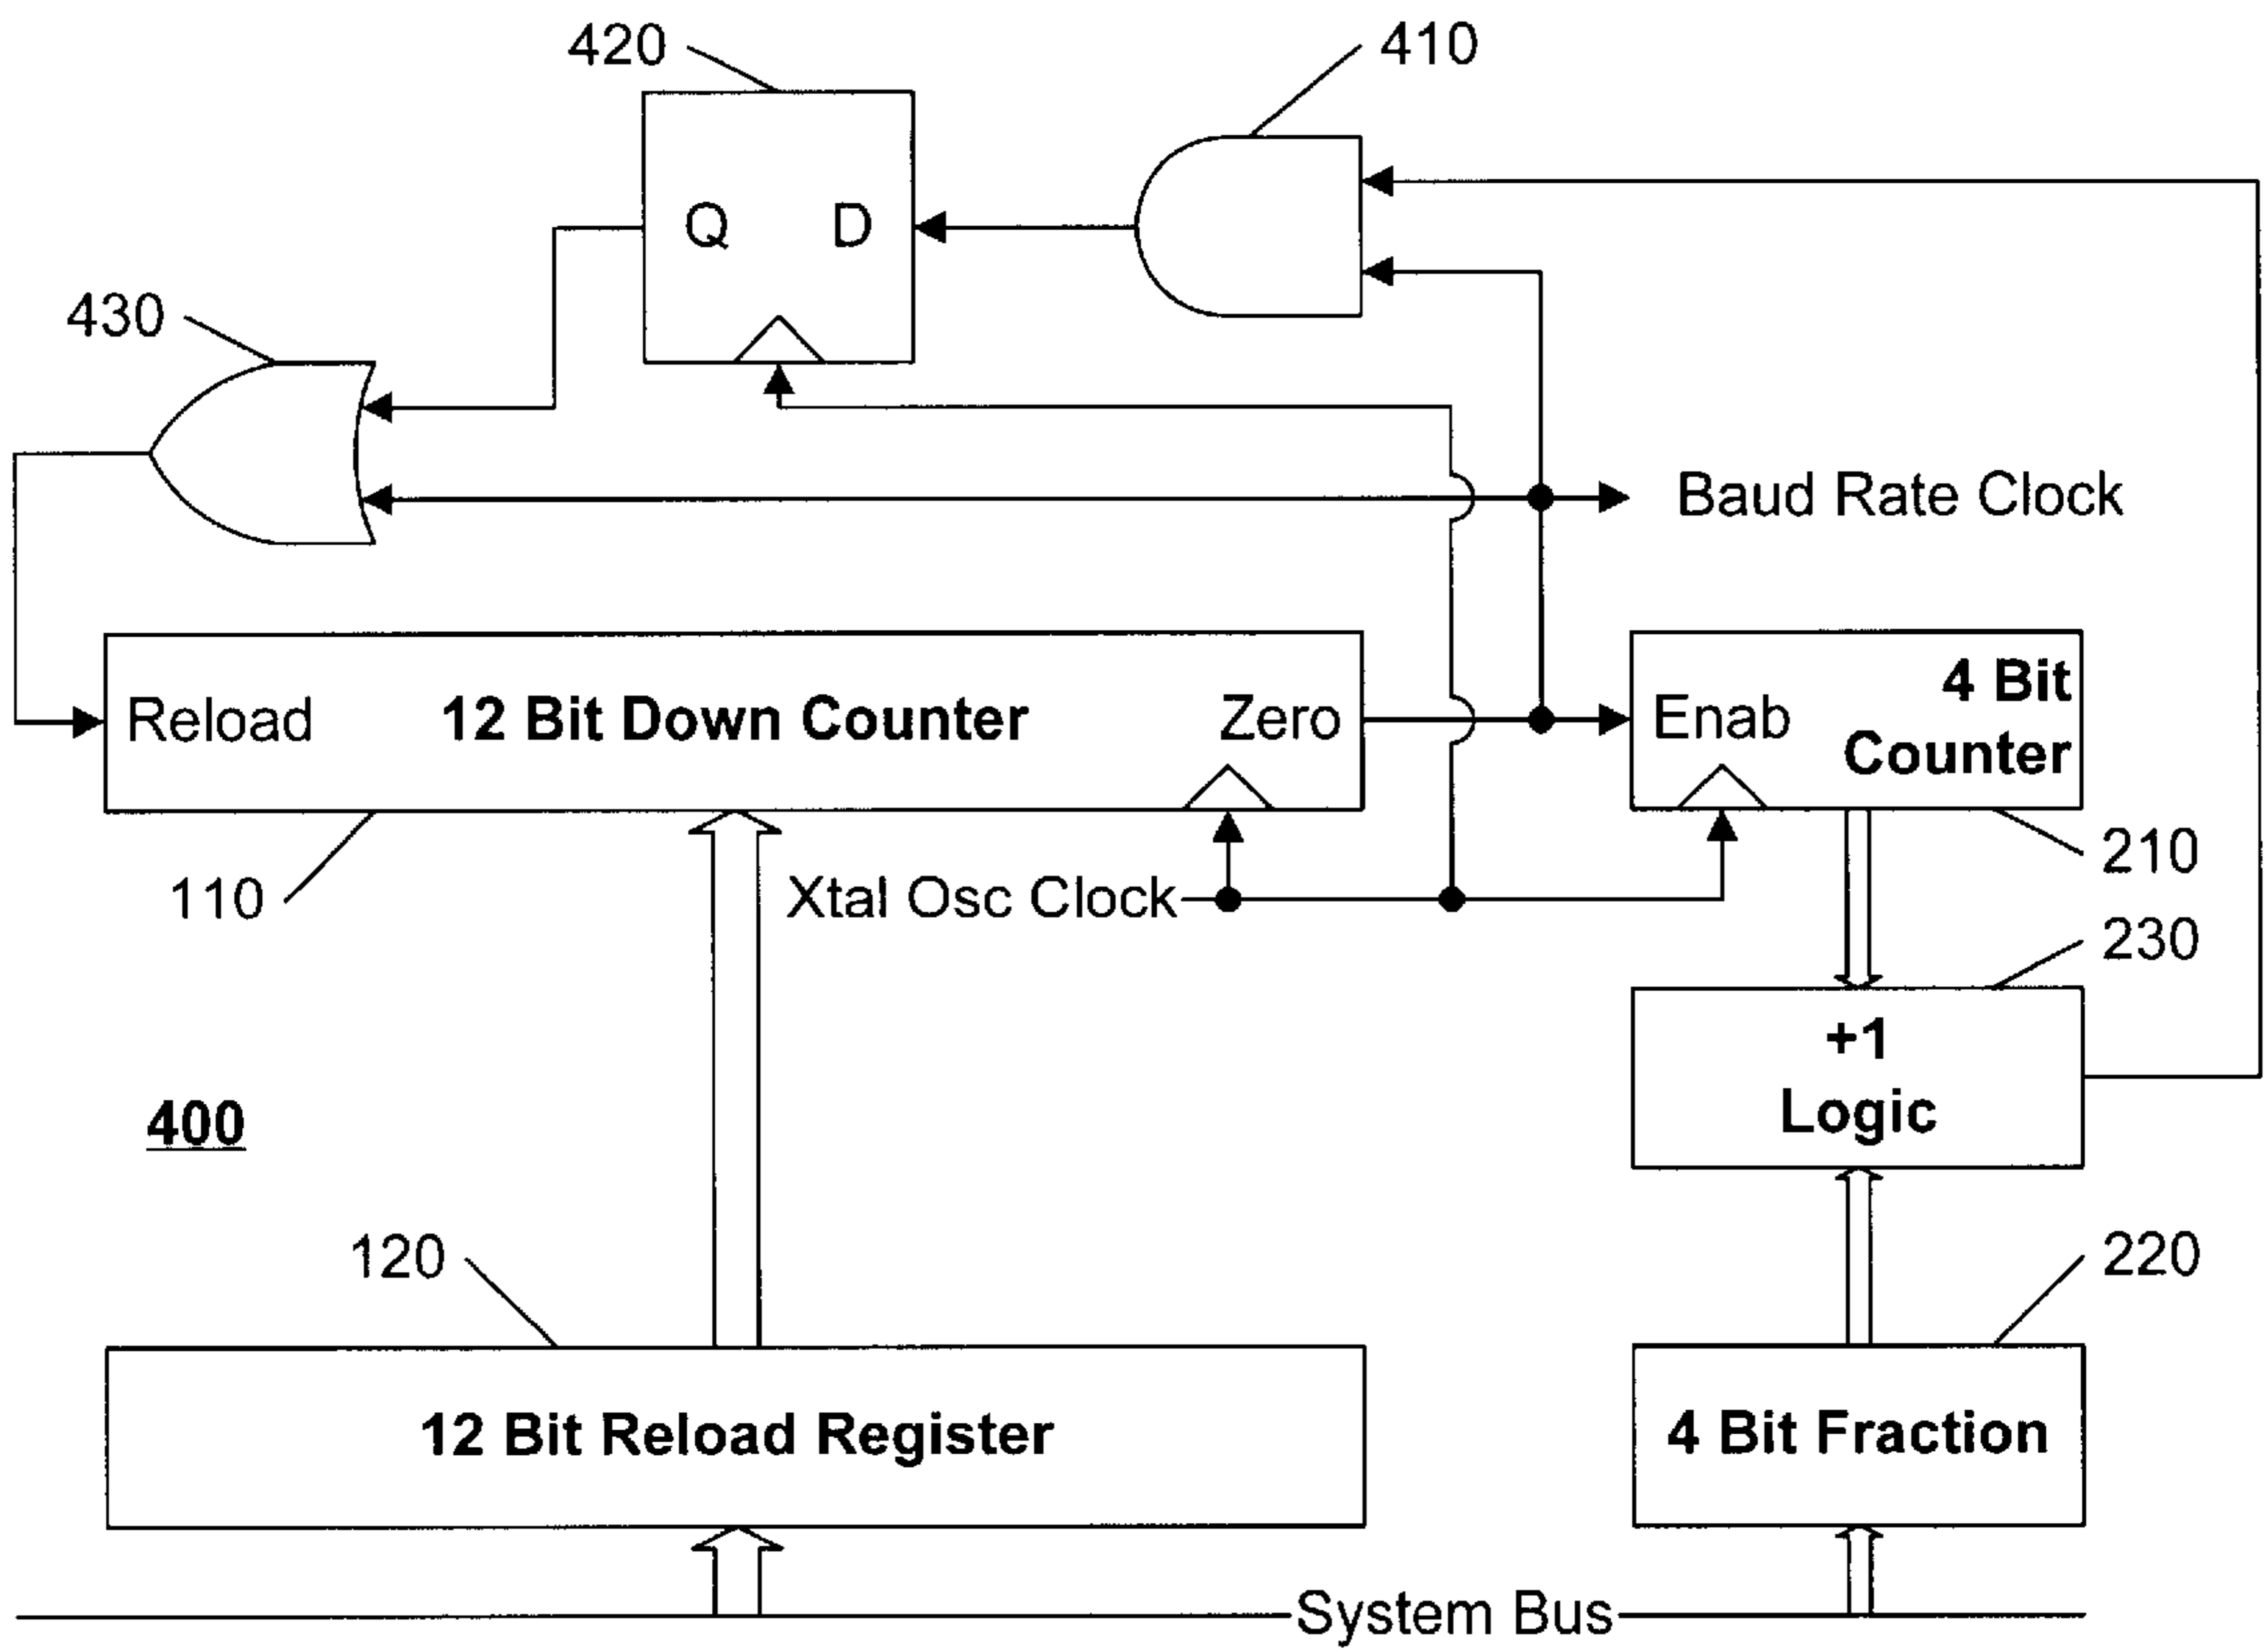 420
410
Q D
430
Baud Rate Clock
Reload 12 Bit Down Counter Zero
Enab 4 Bit
Counter
110
Xtal Osc Clock
210
230
+1
Logic
400
120
220
12 Bit Reload Register
4 Bit Fraction
System Bus